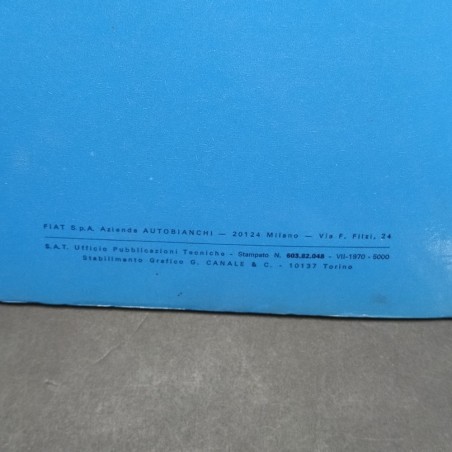 FIAT S.p.A. Azienda AUTOBIANCHI — 20124 Milano — Via F. Filzi, 24
S.A.T. Ufficio Pubblicazioni Tecniche - Stampato N. 603.02.048 - VII-1970 - 5000
Stabilimento Grafico G. CANALE & C. - 10137 Torino